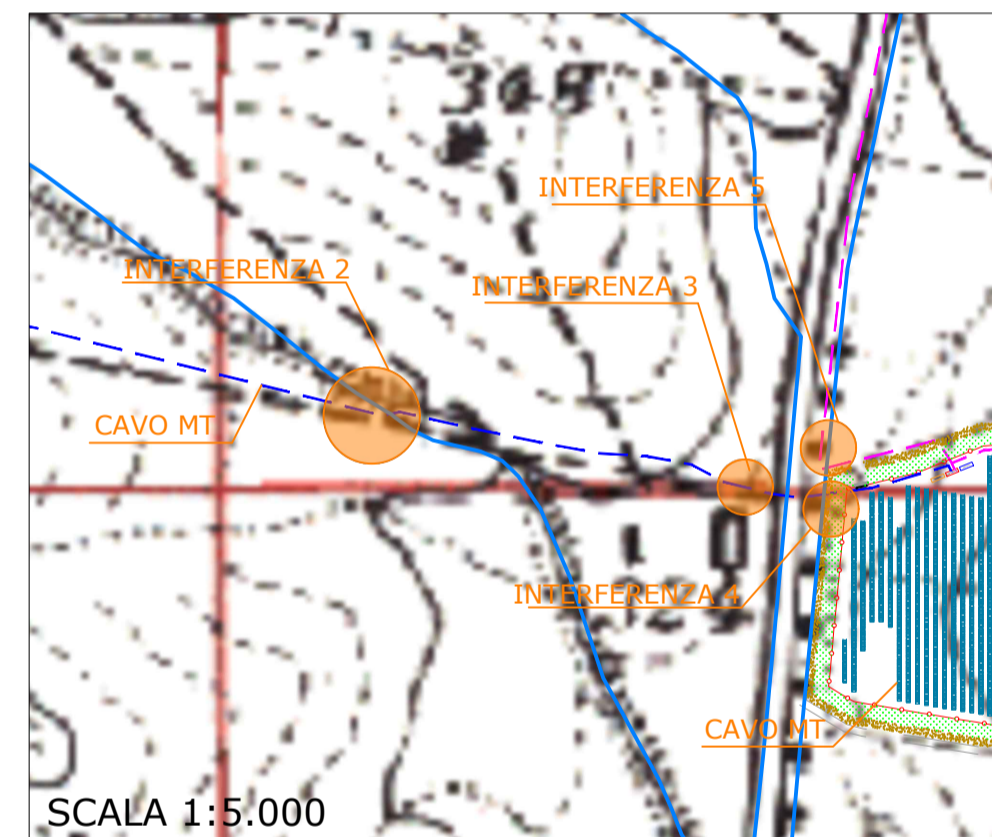 INTERFERENZA 5
INTERFERENZA 2
INTERFERENZA 3
CAVO MT
INTERFERENZA 4
CAVO MT
SCALA 1:5.000